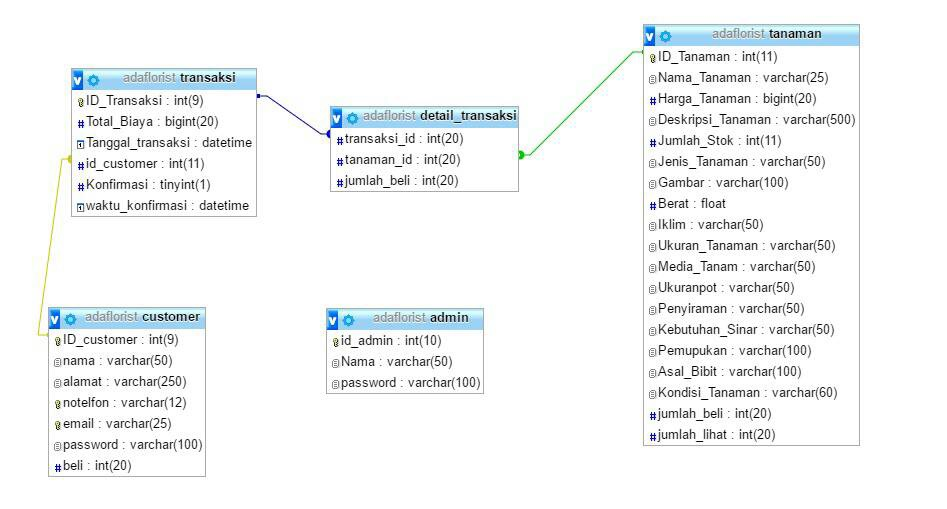 adaflorist transaksi
ID_Transaksi : int(9)
Total_Biaya : bigint(20)
Tanggal_transaksi : datetime
id_customer : int(11)
Konfirmasi : tinyint(1)
waktu_konfirmasi : datetime
adaflorist detail_transaksi
transaksi_id : int(20)
tanaman_id : int(20)
jumlah_beli : int(20)
adaflorist tanaman
ID_Tanaman : int(11)
Nama_Tanaman : varchar(25)
Harga_Tanaman : bigint(20)
Deskripsi_Tanaman : varchar(500)
Jumlah_Stok : int(11)
Jenis_Tanaman : varchar(50)
Gambar : varchar(100)
Berat : float
Iklim : varchar(50)
Ukuran_Tanaman : varchar(50)
Media_Tanam : varchar(50)
Ukuranpot : varchar(50)
Penyiraman : varchar(50)
Kebutuhan_Sinar : varchar(50)
Pemupukan : varchar(100)
Asal_Bibit : varchar(100)
Kondisi_Tanaman : varchar(60)
jumlah_beli : int(20)
jumlah_lihat : int(20)
adaflorist customer
ID_customer : int(9)
nama : varchar(50)
alamat : varchar(250)
notelfon : varchar(12)
email : varchar(25)
password : varchar(100)
beli : int(20)
adaflorist admin
id_admin : int(10)
Nama : varchar(50)
password : varchar(100)